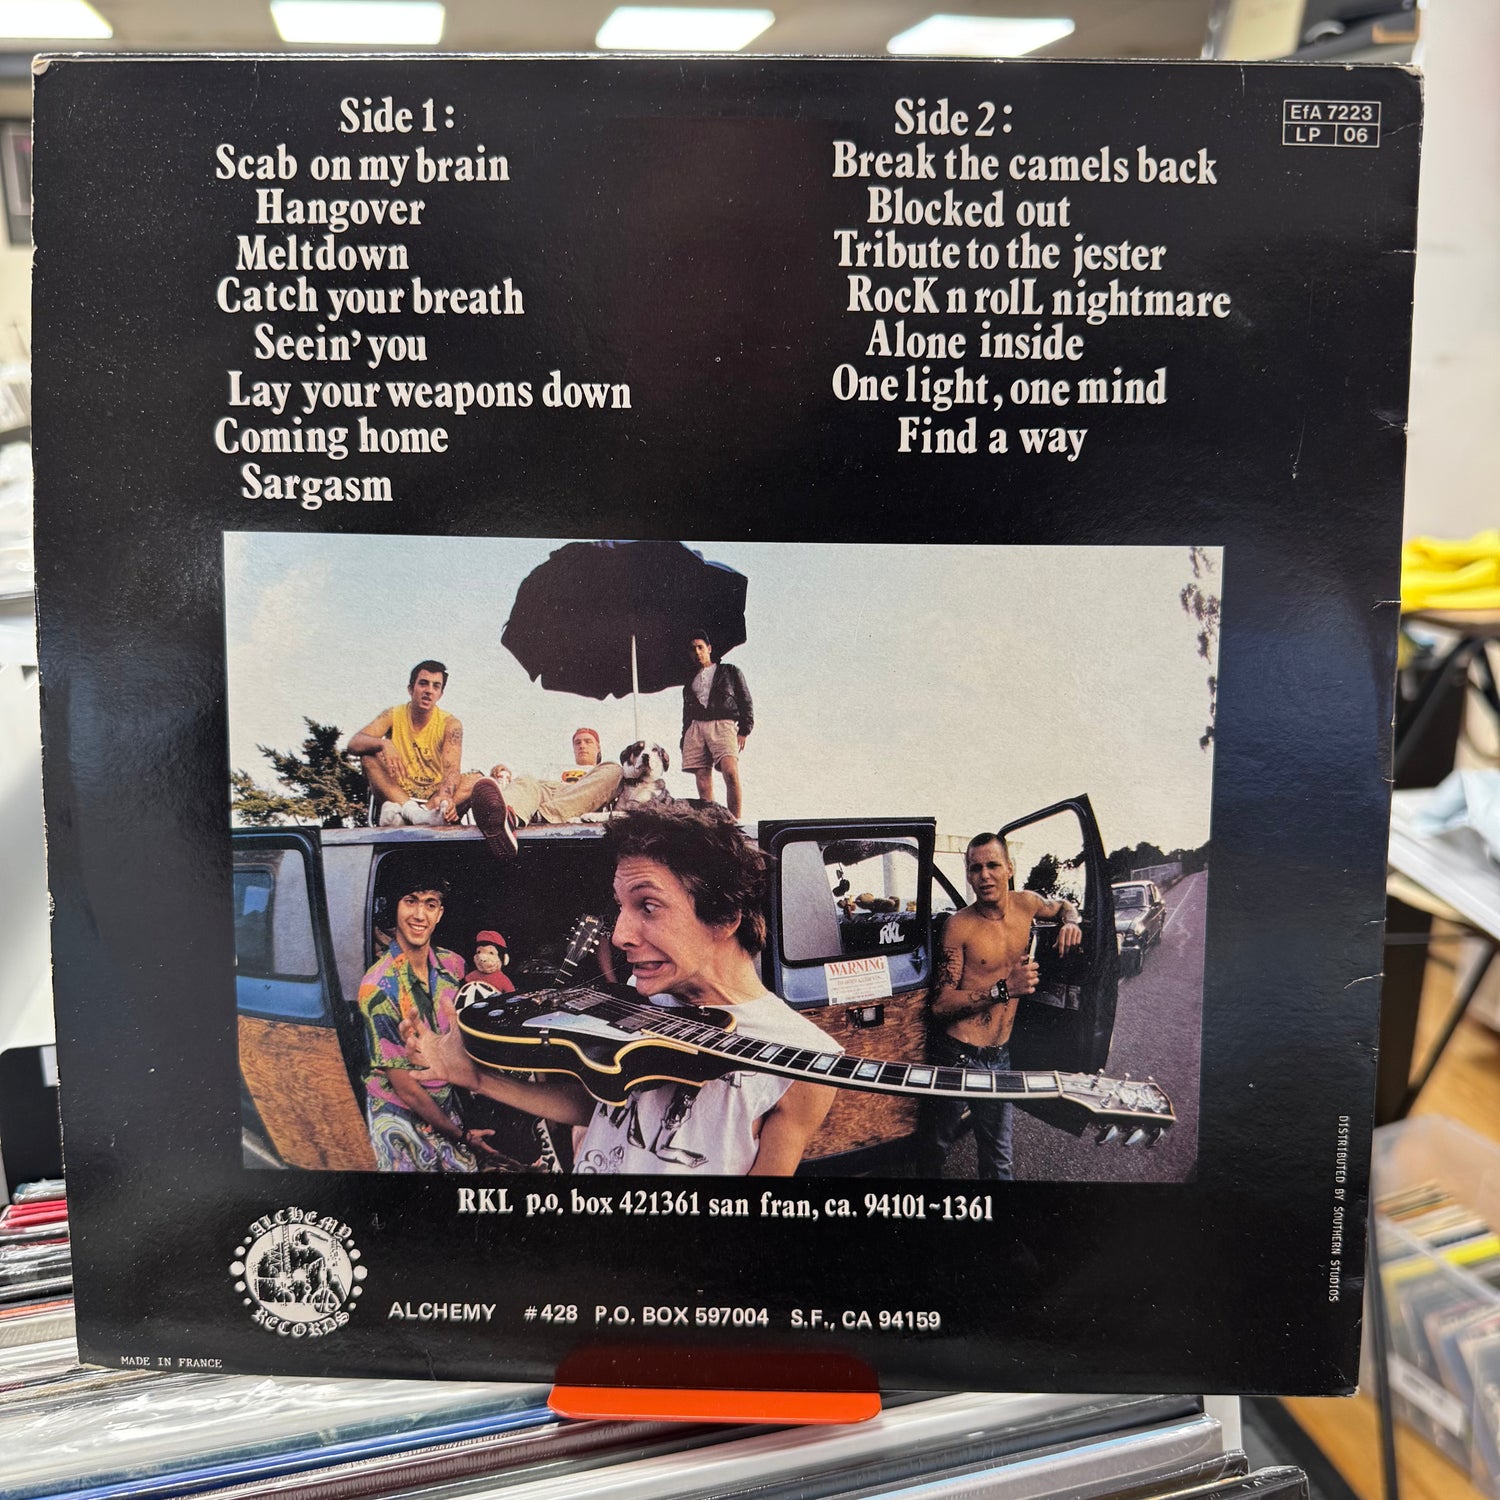 Side 1:
Scab on my brain
Hangover
Meltdown
Catch your breath
Seein' you
Lay your weapons down
Coming home
Sargasm
Side 2:
Break the camels back
Blocked out
Tribute to the jester
RocK n rolL nightmare
Alone inside
One light, one mind
Find a way
EfA 7223
LP 06
RKL
WARNING
RKL p.o. box 421361 san fran, ca. 94101~1361
ALCHEMY
RECORDS
ALCHEMY #428 P.O. BOX 597004 S.F., CA 94159
MADE IN FRANCE
DISTRIBUTED BY SOUTHERN STUDIOS